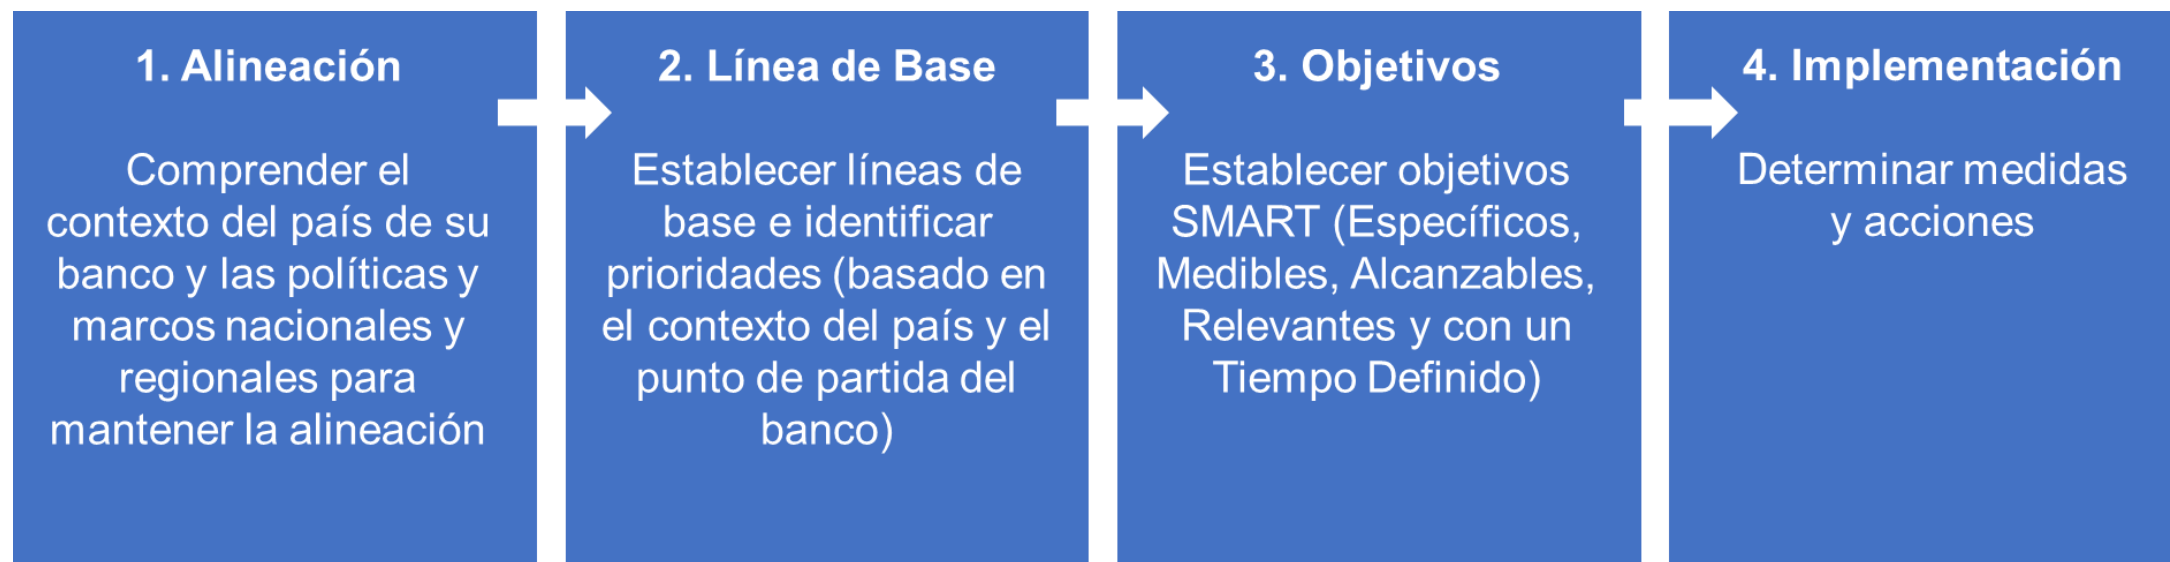 1. Alineación
Comprender el
contexto del país de su
banco y las políticas y
marcos nacionales y
regionales para
mantener la alineación
2. Línea de Base
Establecer líneas de
base e identificar
prioridades (basado en
el contexto del país y el
punto de partida del
banco)
3. Objetivos
Establecer objetivos
SMART (Específicos,
Medibles, Alcanzables,
Relevantes y con un
Tiempo Definido)
4. Implementación
Determinar medidas
y acciones